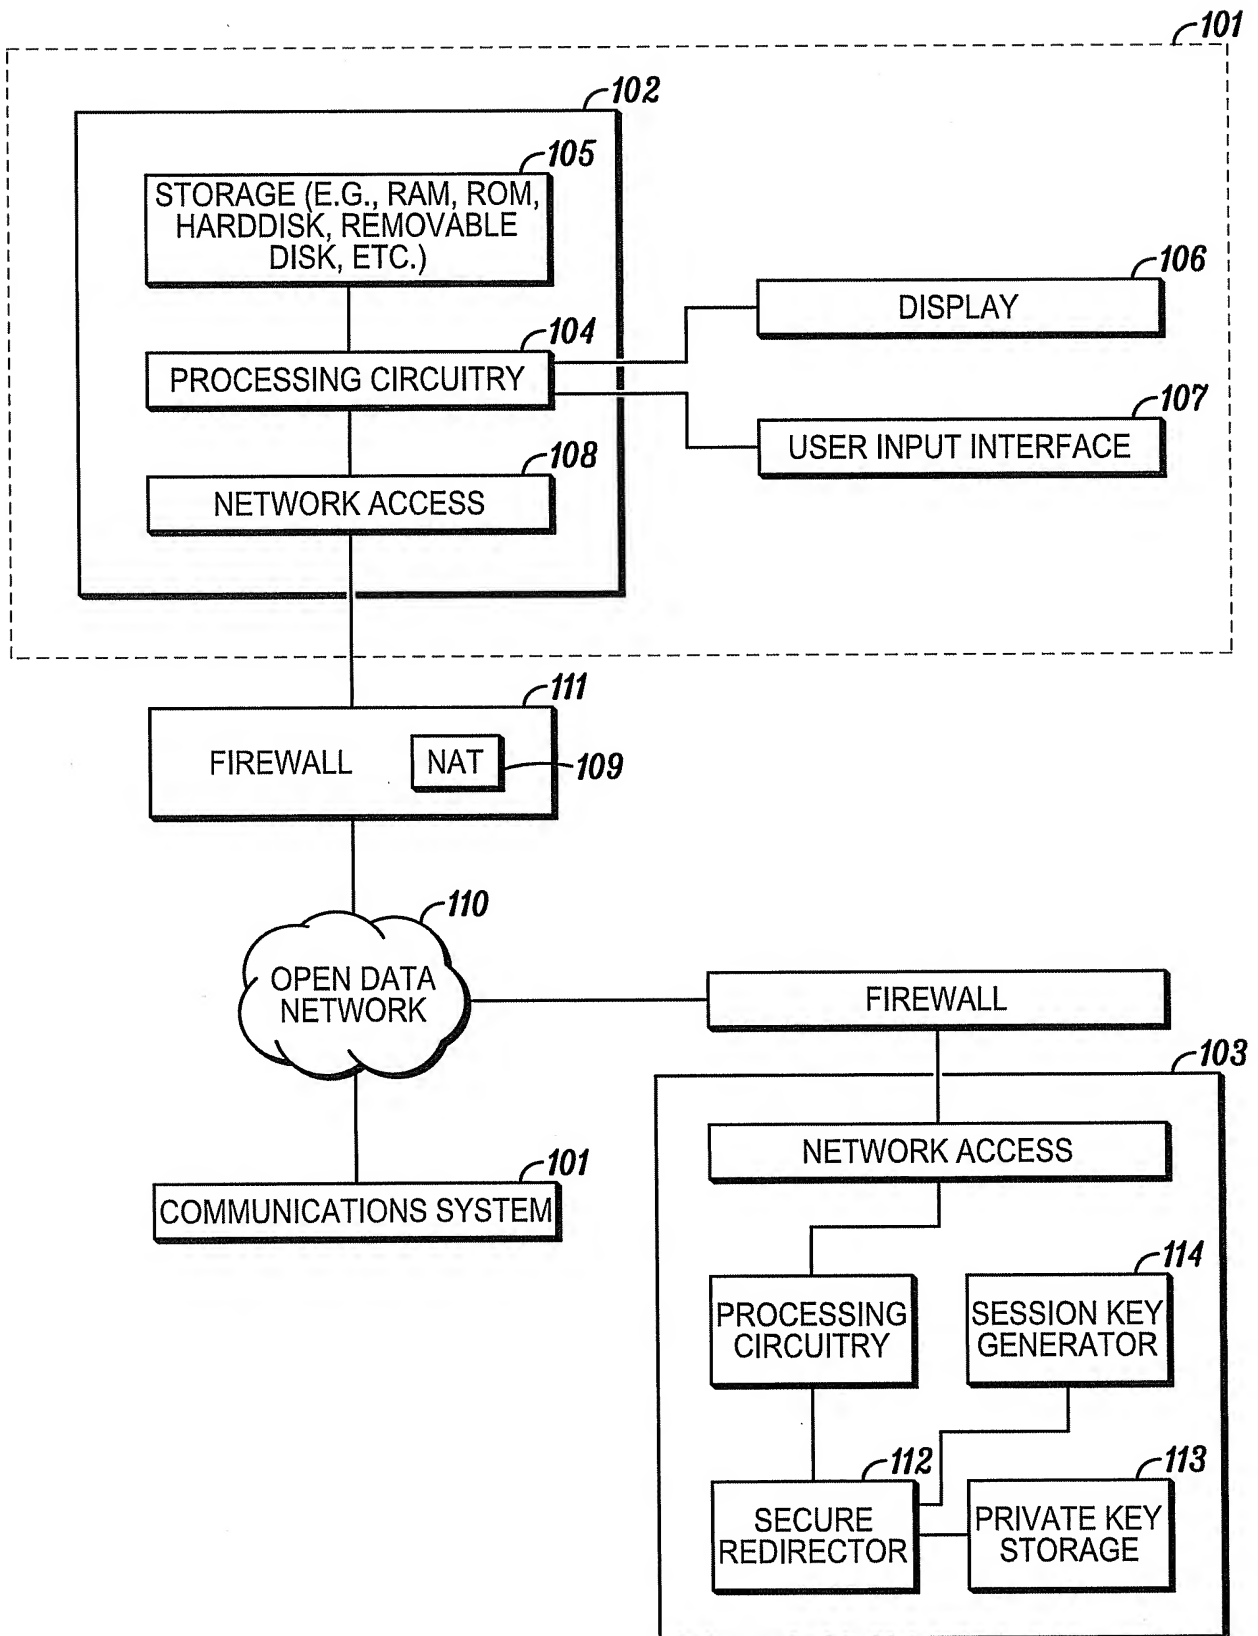 101
102
105
STORAGE (E.G., RAM, ROM,
HARDDISK, REMOVABLE
DISK, ETC.)
106
DISPLAY
104
PROCESSING CIRCUITRY
107
USER INPUT INTERFACE
108
NETWORK ACCESS
111
FIREWALL
NAT
109
110
OPEN DATA
NETWORK
FIREWALL
103
NETWORK ACCESS
101
COMMUNICATIONS SYSTEM
114
PROCESSING
CIRCUITRY
SESSION KEY
GENERATOR
112
SECURE
REDIRECTOR
113
PRIVATE KEY
STORAGE